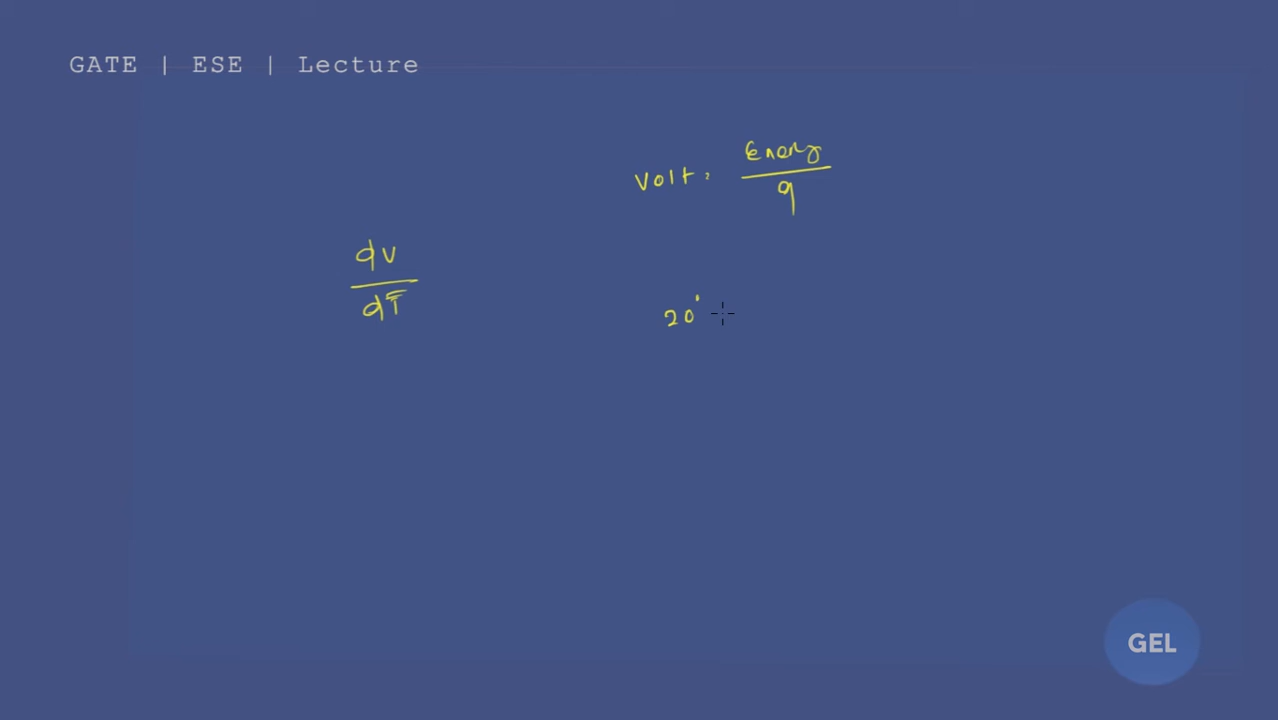 GATE | ESE | Lecture
Volt = Energy / q
dv / dT
20°
GEL